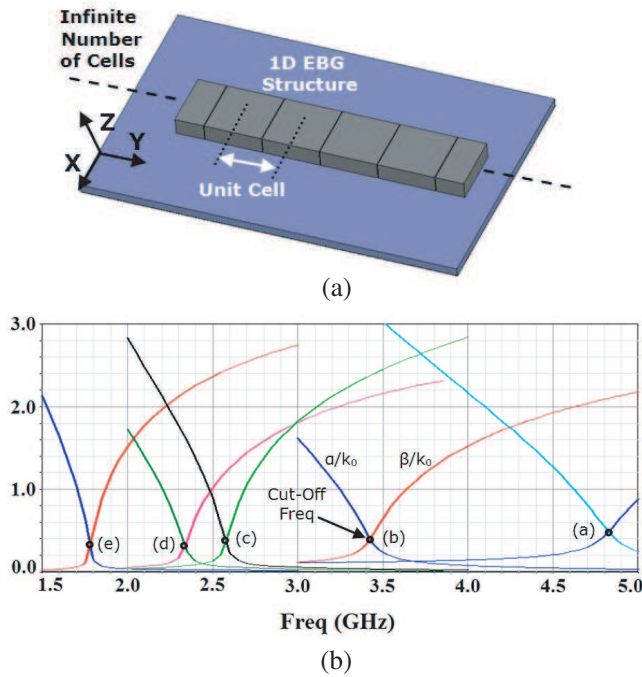 Infinite
Number
of Cells
1D EBG
Structure
Z
Y
X
Unit Cell
(a)
3.0
2.0
α/k₀
β/k₀
1.0
Cut-Off
Freq
(e)
(d)
(c)
(b)
(a)
0.0
1.5
2.0
2.5
3.0
3.5
4.0
4.5
5.0
Freq (GHz)
(b)